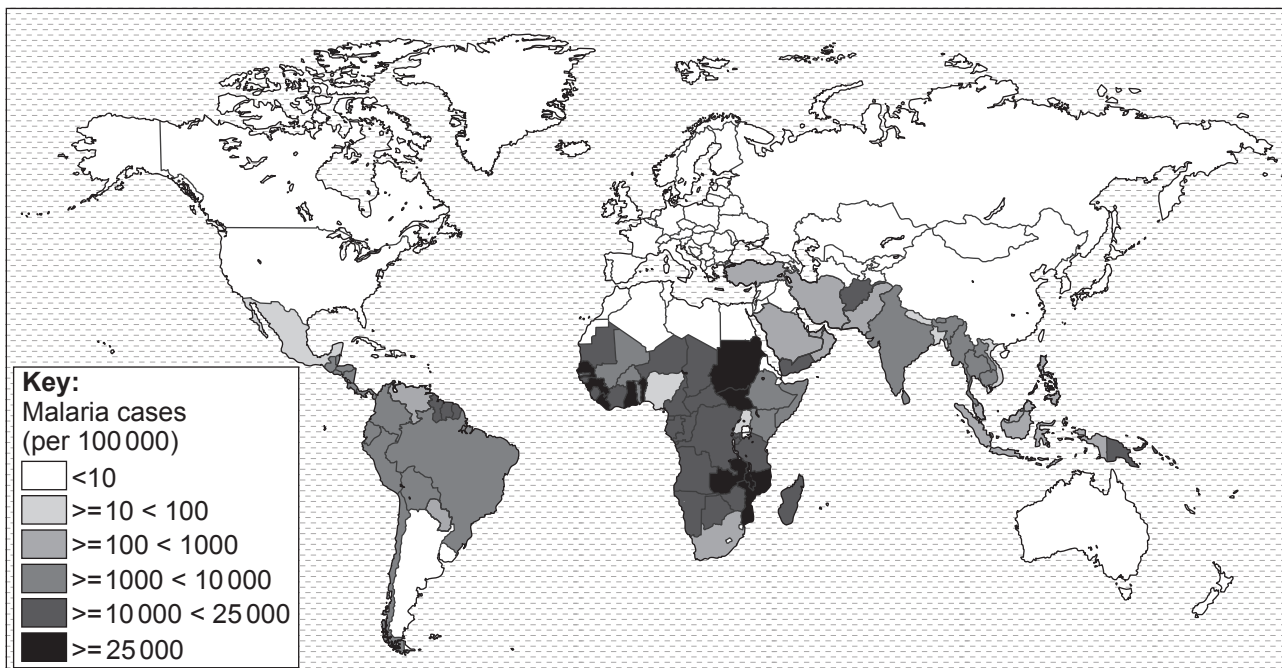 Key:
Malaria cases
(per 100 000)
<10
>= 10 < 100
>= 100 < 1000
>= 1000 < 10 000
>= 10 000 < 25 000
>= 25 000